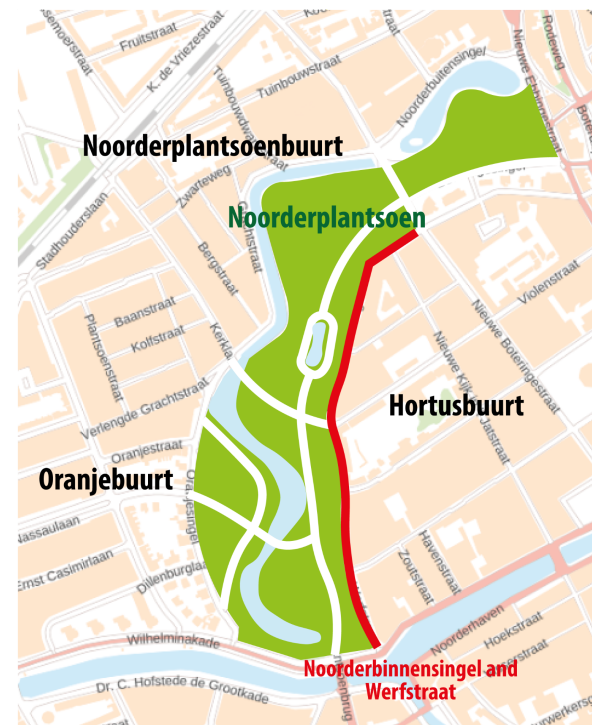 Fruitstraat
K. de Vriezestraat
Tuinbouwstraat
Tuinbouwdwarsstraat
Noorderbuitensingel
Nieuwe Ebbingestraat
Rodeweg
Noorderplantsoenbuurt
Zwarteweg
Noorderplantsoen
Stadhouderslaan
Bergstraat
Violenstraat
Baanstraat
Kolfstraat
Plantsoenstraat
Kerkla
Nieuwe Boteringestraat
Nieuwe Kijk
Jatstraat
Verlengde Grachtstraat
Hortusbuurt
Oranjestraat
Oranjebuurt
Nassaulaan
Ernst Casimirlaan
Dillenburgla
Havenstraat
Zoutstraat
Noorderhaven
Hoekstraat
Wilhelminakade
Noorderbinnensingel and
Werfstraat
Dr. C. Hofstede de Grootkade